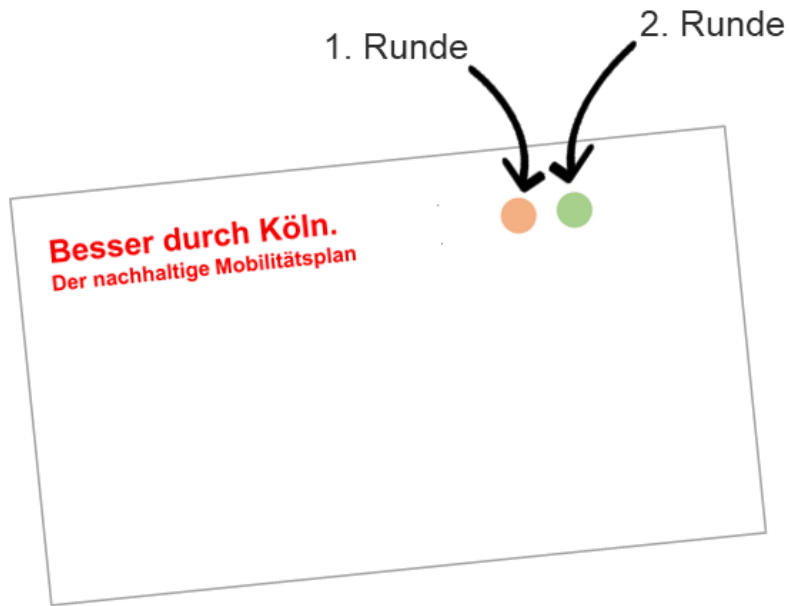 1. Runde
2. Runde
Besser durch Köln.
Der nachhaltige Mobilitätsplan